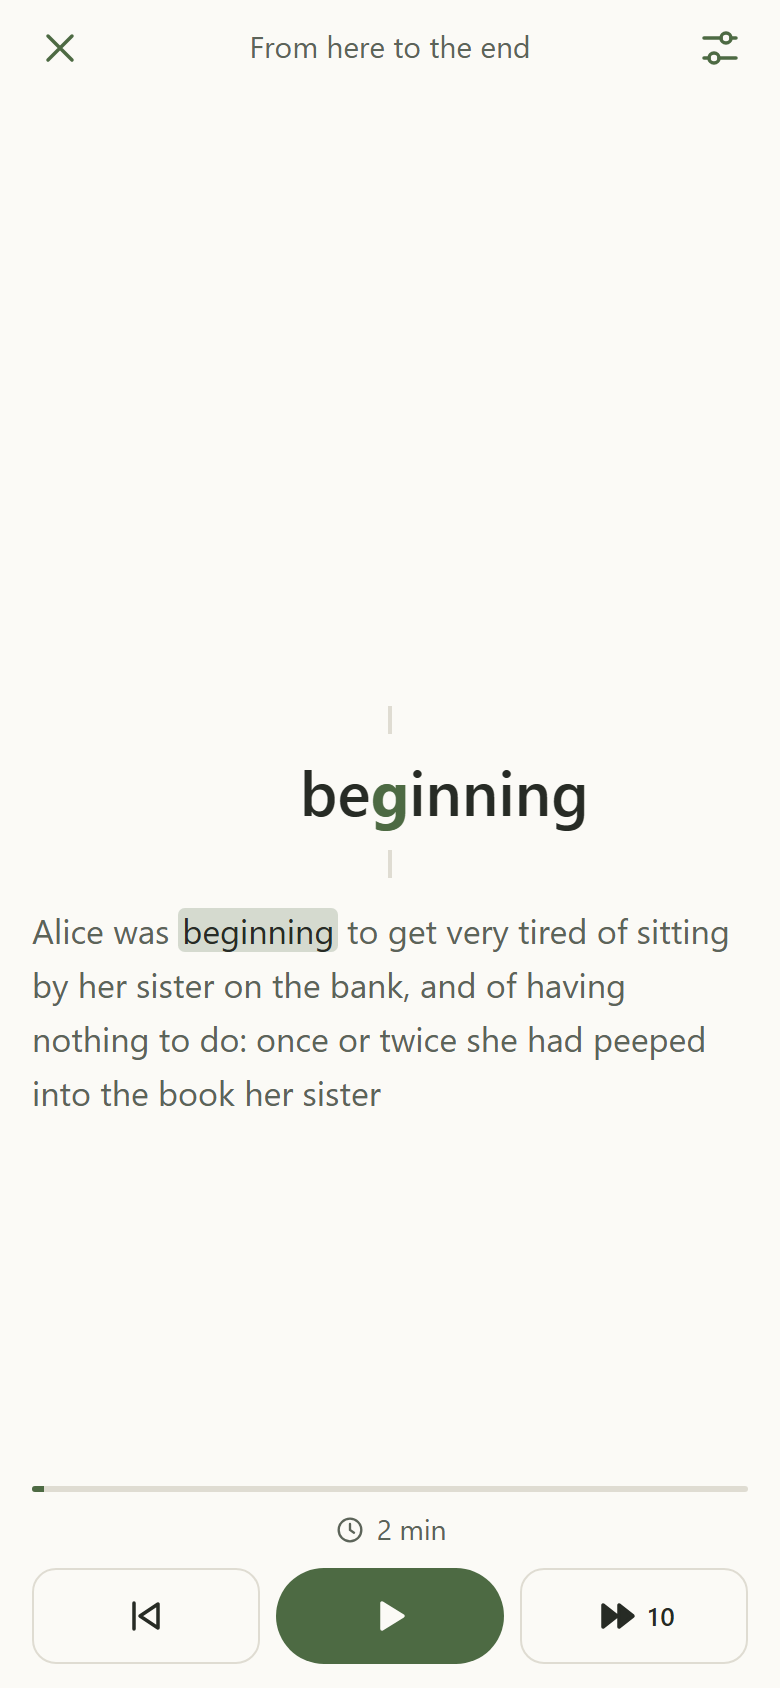 From here to the end
beginning
Alice was beginning to get very tired of sitting
by her sister on the bank, and of having
nothing to do: once or twice she had peeped
into the book her sister
2 min
10